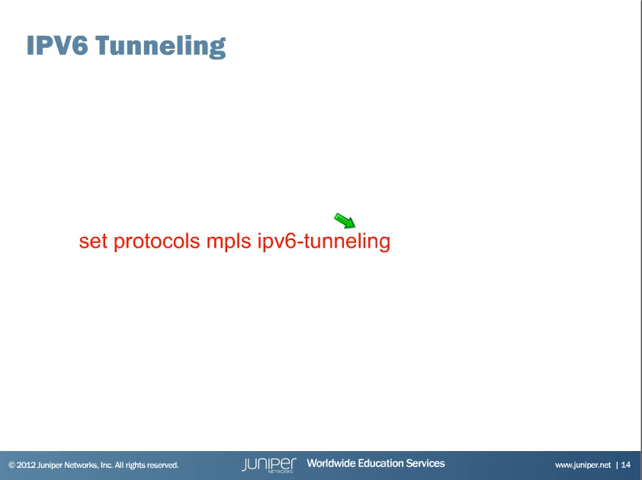 IPV6 Tunneling
set protocols mpls ipv6-tunneling
© 2012 Juniper Networks, Inc. All rights reserved.
JUNIPER
NETWORKS
Worldwide Education Services
www.juniper.net | 14